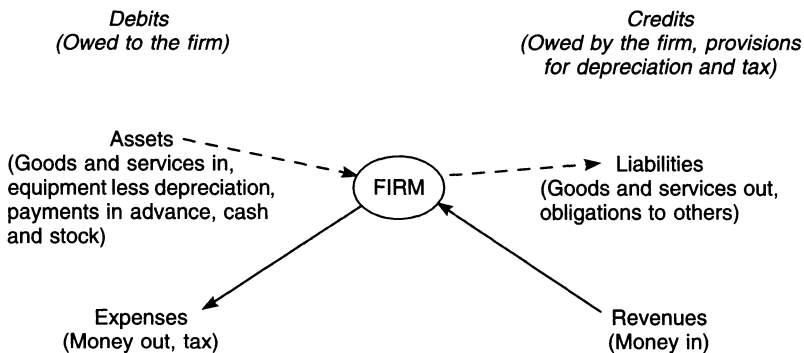 Debits
(Owed to the firm)
Credits
(Owed by the firm, provisions
for depreciation and tax)
Assets
(Goods and services in,
equipment less depreciation,
payments in advance, cash
and stock)
FIRM
Liabilities
(Goods and services out,
obligations to others)
Expenses
(Money out, tax)
Revenues
(Money in)